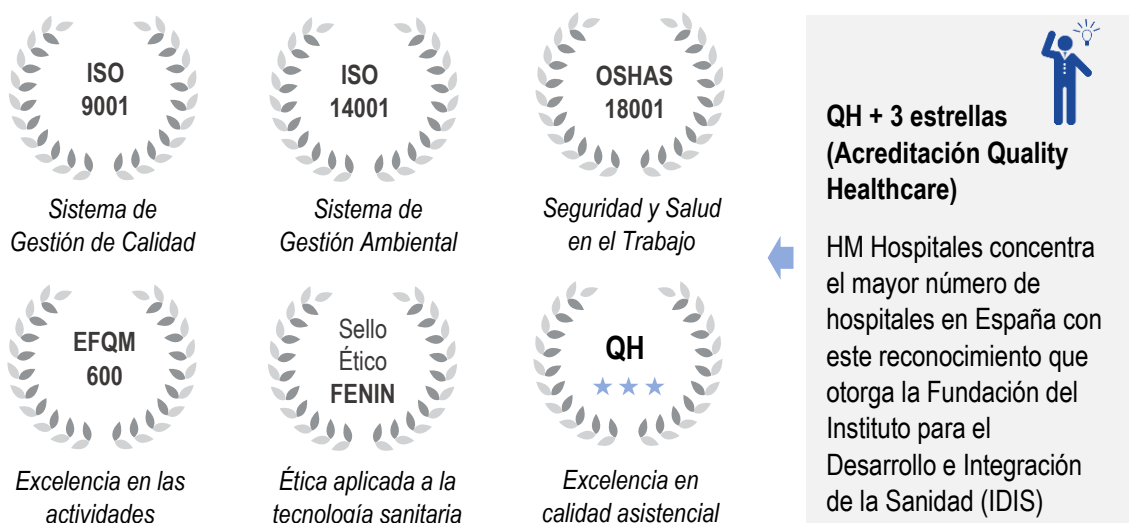 ISO
9001
Sistema de
Gestión de Calidad
ISO
14001
Sistema de
Gestión Ambiental
OSHAS
18001
Seguridad y Salud
en el Trabajo
EFQM
600
Excelencia en las
actividades
Sello
Ético
FENIN
Ética aplicada a la
tecnología sanitaria
QH
Excelencia en
calidad asistencial
QH + 3 estrellas
(Acreditación Quality
Healthcare)
HM Hospitales concentra
el mayor número de
hospitales en España con
este reconocimiento que
otorga la Fundación del
Instituto para el
Desarrollo e Integración
de la Sanidad (IDIS)